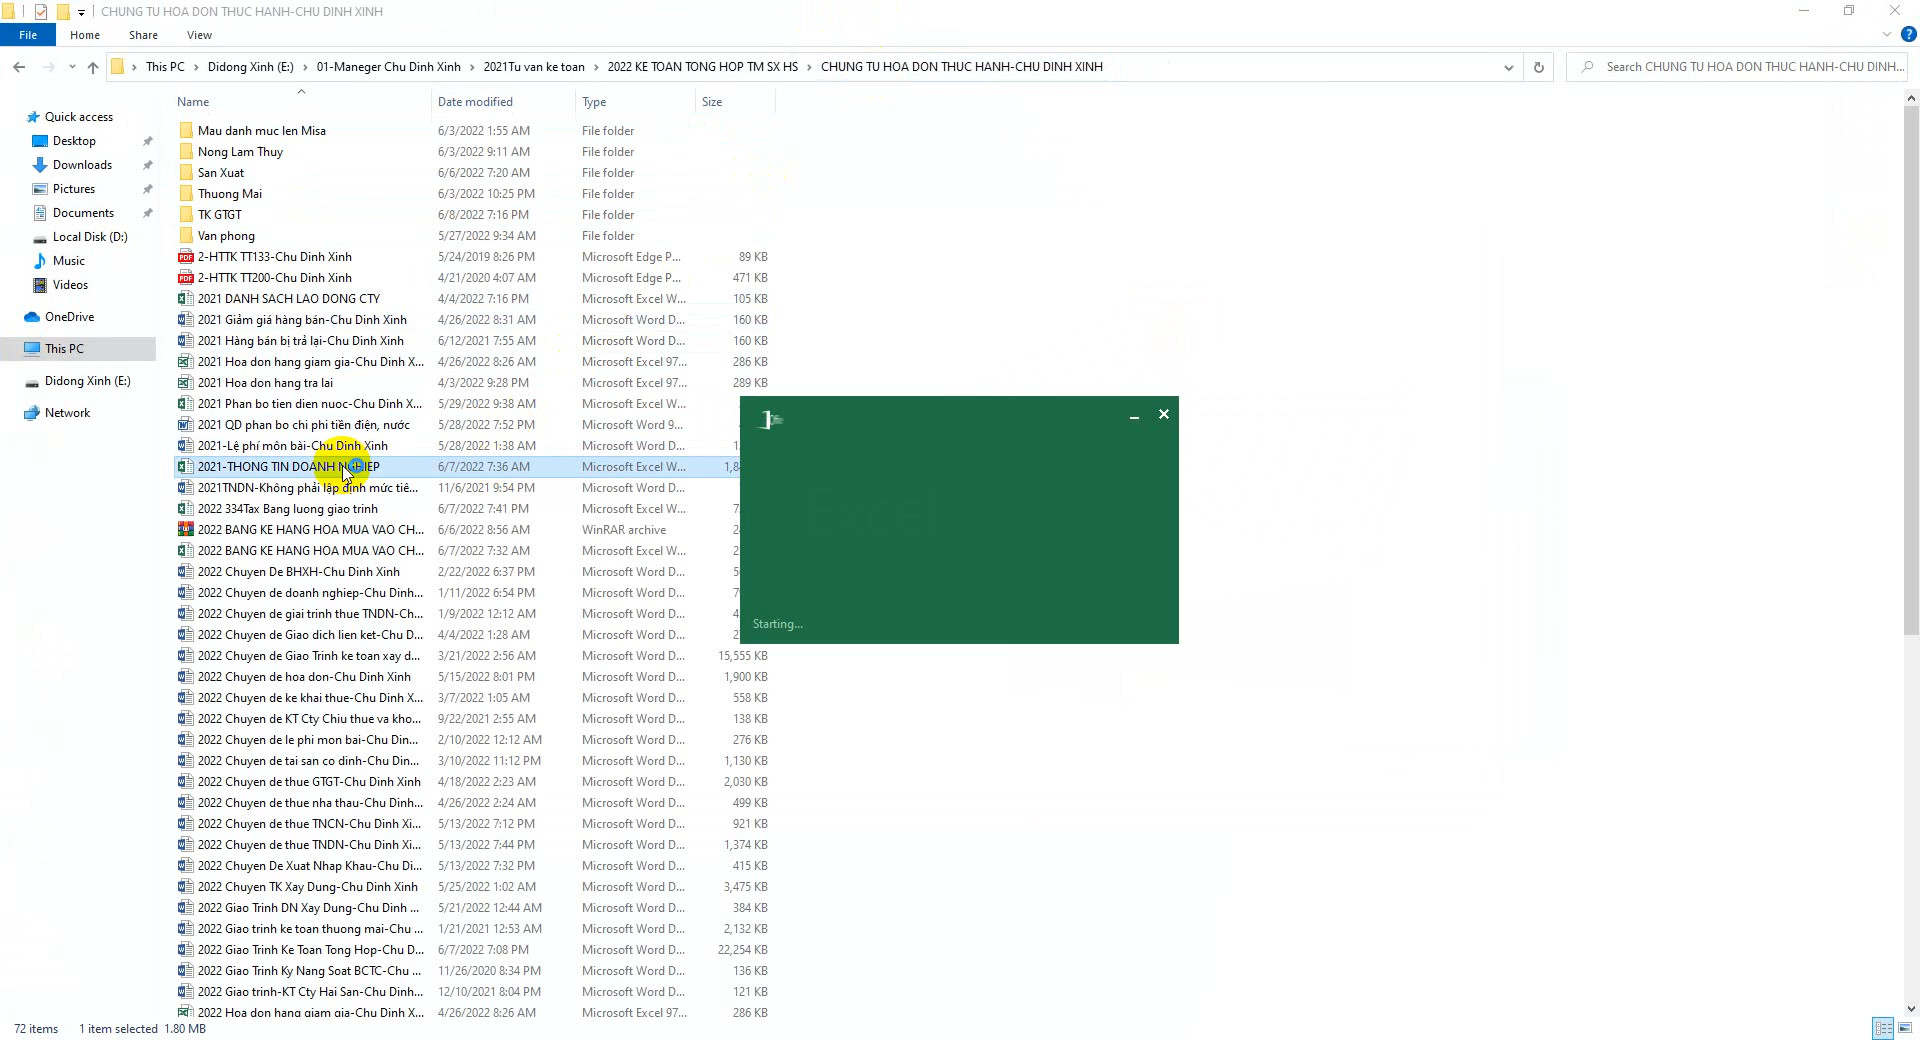 CHUNG TU HOA DON THUC HANH-CHU DINH XINH
File Home Share View
This PC Didong Xinh (E:) 01-Maneger Chu Dinh Xinh 2021Tu van ke toan 2022 KE TOAN TONG HOP TM SX HS CHUNG TU HOA DON THUC HANH-CHU DINH XINH Search CHUNG TU HOA DON THUC HANH-CHU DINH...
Name Date modified Type Size
Quick access
Desktop
Downloads
Pictures
Documents
Local Disk (D:)
Music
Videos
OneDrive
This PC
Didong Xinh (E:)
Network
Mau danh muc len Misa 6/3/2022 1:55 AM File folder
Nong Lam Thuy 6/3/2022 9:11 AM File folder
San Xuat 6/6/2022 7:20 AM File folder
Thuong Mai 6/3/2022 10:25 PM File folder
TK GTGT 6/8/2022 7:16 PM File folder
Van phong 5/27/2022 9:34 AM File folder
2-HTTK TT133-Chu Dinh Xinh 5/24/2019 8:26 PM Microsoft Edge P... 89 KB
2-HTTK TT200-Chu Dinh Xinh 4/21/2020 4:07 AM Microsoft Edge P... 471 KB
2021 DANH SACH LAO DONG CTY 4/4/2022 7:16 PM Microsoft Excel W... 105 KB
2021 Giảm giá hàng bán-Chu Dinh Xinh 4/26/2022 8:31 AM Microsoft Word D... 160 KB
2021 Hàng bán bị trả lại-Chu Dinh Xinh 6/12/2021 7:55 AM Microsoft Word D... 160 KB
2021 Hoa don hang giam gia-Chu Dinh X... 4/26/2022 8:26 AM Microsoft Excel 97... 286 KB
2021 Hoa don hang tra lai 4/3/2022 9:28 PM Microsoft Excel 97... 289 KB
2021 Phan bo tien dien nuoc-Chu Dinh X... 5/29/2022 9:38 AM Microsoft Excel W...
2021 QD phan bo chi phi tiền điện, nước 5/28/2022 7:52 PM Microsoft Word 9...
2021-Lệ phí môn bài-Chu Dinh Xinh 5/28/2022 1:38 AM Microsoft Word D...
2021-THONG TIN DOANH NGHIEP 6/7/2022 7:36 AM Microsoft Excel W...
2021TNDN-Không phải lập định mức tiê... 11/6/2021 9:54 PM Microsoft Word D...
2022 334Tax Bang luong giao trinh 6/7/2022 7:41 PM Microsoft Excel W...
2022 BANG KE HANG HOA MUA VAO CH... 6/6/2022 8:56 AM WinRAR archive
2022 BANG KE HANG HOA MUA VAO CH... 6/7/2022 7:32 AM Microsoft Excel W...
2022 Chuyen De BHXH-Chu Dinh Xinh 2/22/2022 6:37 PM Microsoft Word D...
2022 Chuyen de doanh nghiep-Chu Dinh... 1/11/2022 6:54 PM Microsoft Word D...
2022 Chuyen de giai trinh thue TNDN-Ch... 1/9/2022 12:12 AM Microsoft Word D...
2022 Chuyen de Giao dich lien ket-Chu D... 4/4/2022 1:28 AM Microsoft Word D...
Starting...
2022 Chuyen de Giao Trinh ke toan xay d... 3/21/2022 2:56 AM Microsoft Word D... 15,555 KB
2022 Chuyen de hoa don-Chu Dinh Xinh 5/15/2022 8:01 PM Microsoft Word D... 1,900 KB
2022 Chuyen de ke khai thue-Chu Dinh X... 3/7/2022 1:05 AM Microsoft Word D... 558 KB
2022 Chuyen de KT Cty Chiu thue va kho... 9/22/2021 2:55 AM Microsoft Word D... 138 KB
2022 Chuyen de le phi mon bai-Chu Din... 2/10/2022 12:12 AM Microsoft Word D... 276 KB
2022 Chuyen de tai san co dinh-Chu Din... 3/10/2022 11:12 PM Microsoft Word D... 1,130 KB
2022 Chuyen de thue GTGT-Chu Dinh Xinh 4/18/2022 2:23 AM Microsoft Word D... 2,030 KB
2022 Chuyen de thue nha thau-Chu Dinh... 4/26/2022 2:24 AM Microsoft Word D... 499 KB
2022 Chuyen de thue TNCN-Chu Dinh Xi... 5/13/2022 7:12 PM Microsoft Word D... 921 KB
2022 Chuyen de thue TNDN-Chu Dinh Xi... 5/13/2022 7:44 PM Microsoft Word D... 1,374 KB
2022 Chuyen De Xuat Nhap Khau-Chu Di... 5/13/2022 7:32 PM Microsoft Word D... 415 KB
2022 Chuyen TK Xay Dung-Chu Dinh Xinh 5/25/2022 1:02 AM Microsoft Word D... 3,475 KB
2022 Giao Trinh DN Xay Dung-Chu Dinh ... 5/21/2022 12:44 AM Microsoft Word D... 384 KB
2022 Giao trinh ke toan thuong mai-Chu ... 1/21/2021 12:53 AM Microsoft Word D... 2,132 KB
2022 Giao Trinh Ke Toan Tong Hop-Chu D... 6/7/2022 7:08 PM Microsoft Word D... 22,254 KB
2022 Giao Trinh Ky Nang Soat BCTC-Chu ... 11/26/2020 8:34 PM Microsoft Word D... 136 KB
2022 Giao trinh-KT Cty Hai San-Chu Dinh... 12/10/2021 8:04 PM Microsoft Word D... 121 KB
2022 Hoa don hang giam gia-Chu Dinh X... 4/26/2022 8:26 AM Microsoft Excel 97... 286 KB
72 items 1 item selected 1.80 MB